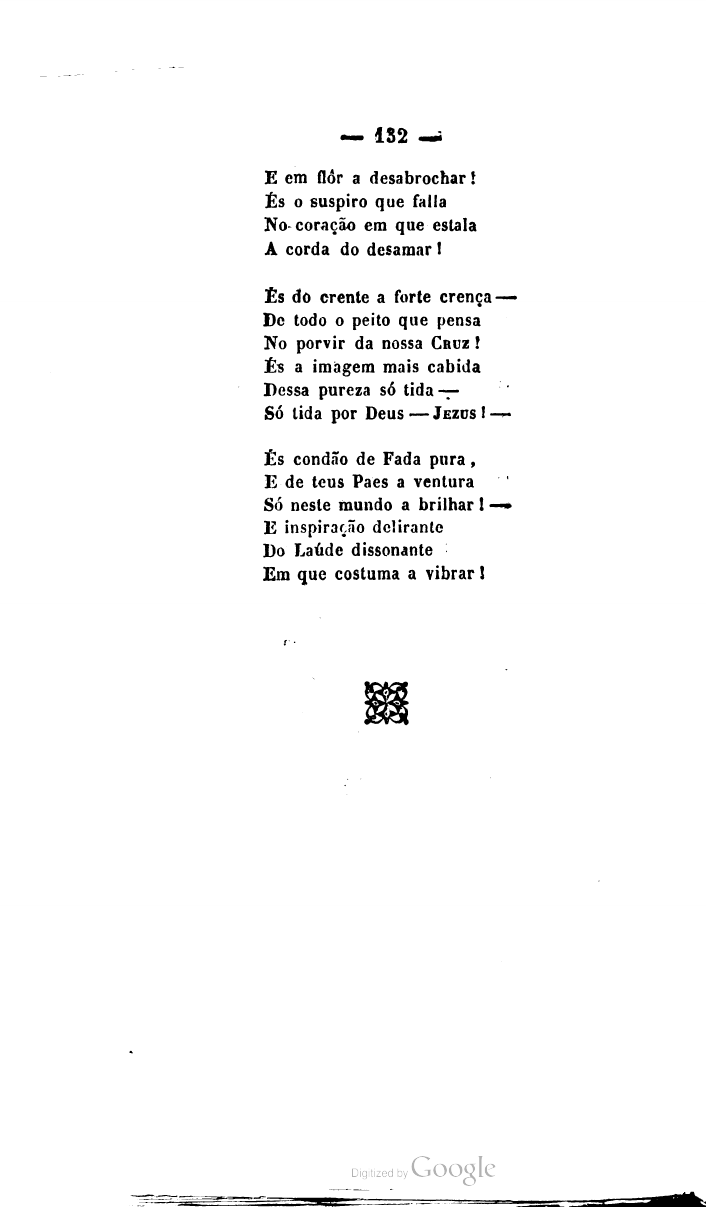 — 132 —
E em flôr a desabrochar!
És o suspiro que falla
No coração em que estala
A corda do desamar!
És do crente a forte crença—
De todo o peito que pensa
No porvir da nossa CRUZ!
És a imagem mais cabida
Dessa pureza só tida—
Só tida por Deus—JEZUS!—
És condão de Fada pura,
E de teus Paes a ventura
Só neste mundo a brilhar!—
E inspiração delirante
Do Laúde dissonante
Em que costuma a vibrar!
Digitized by Google